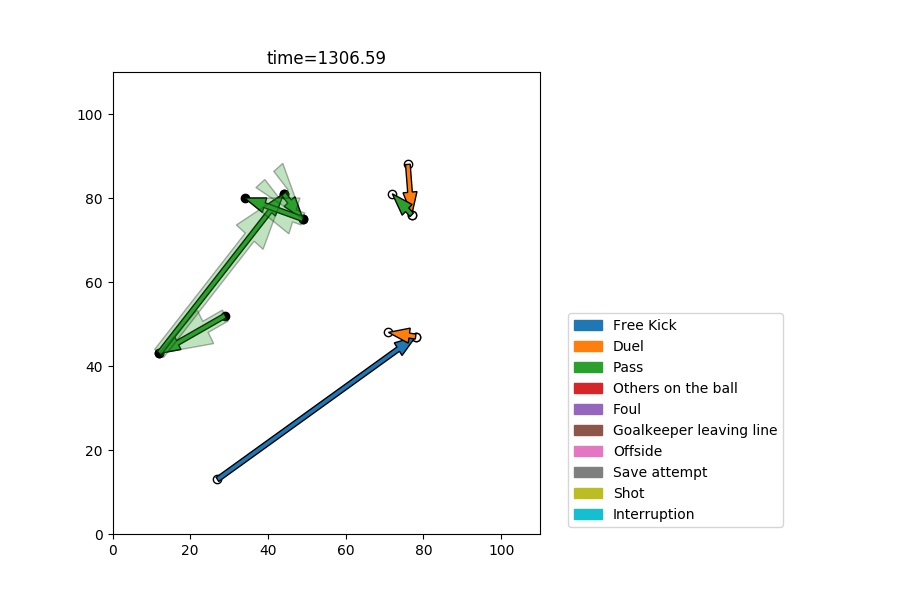 time=1306.59
100
80
60
40
20
0
0 20 40 60 80 100
Free Kick
Duel
Pass
Others on the ball
Foul
Goalkeeper leaving line
Offside
Save attempt
Shot
Interruption